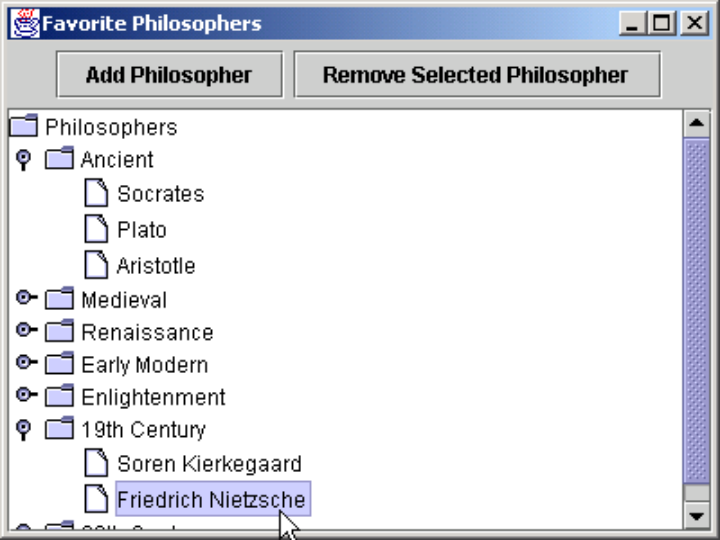 Favorite Philosophers
Add Philosopher Remove Selected Philosopher
Philosophers
Ancient
Socrates
Plato
Aristotle
Medieval
Renaissance
Early Modern
Enlightenment
19th Century
Soren Kierkegaard
Friedrich Nietzsche